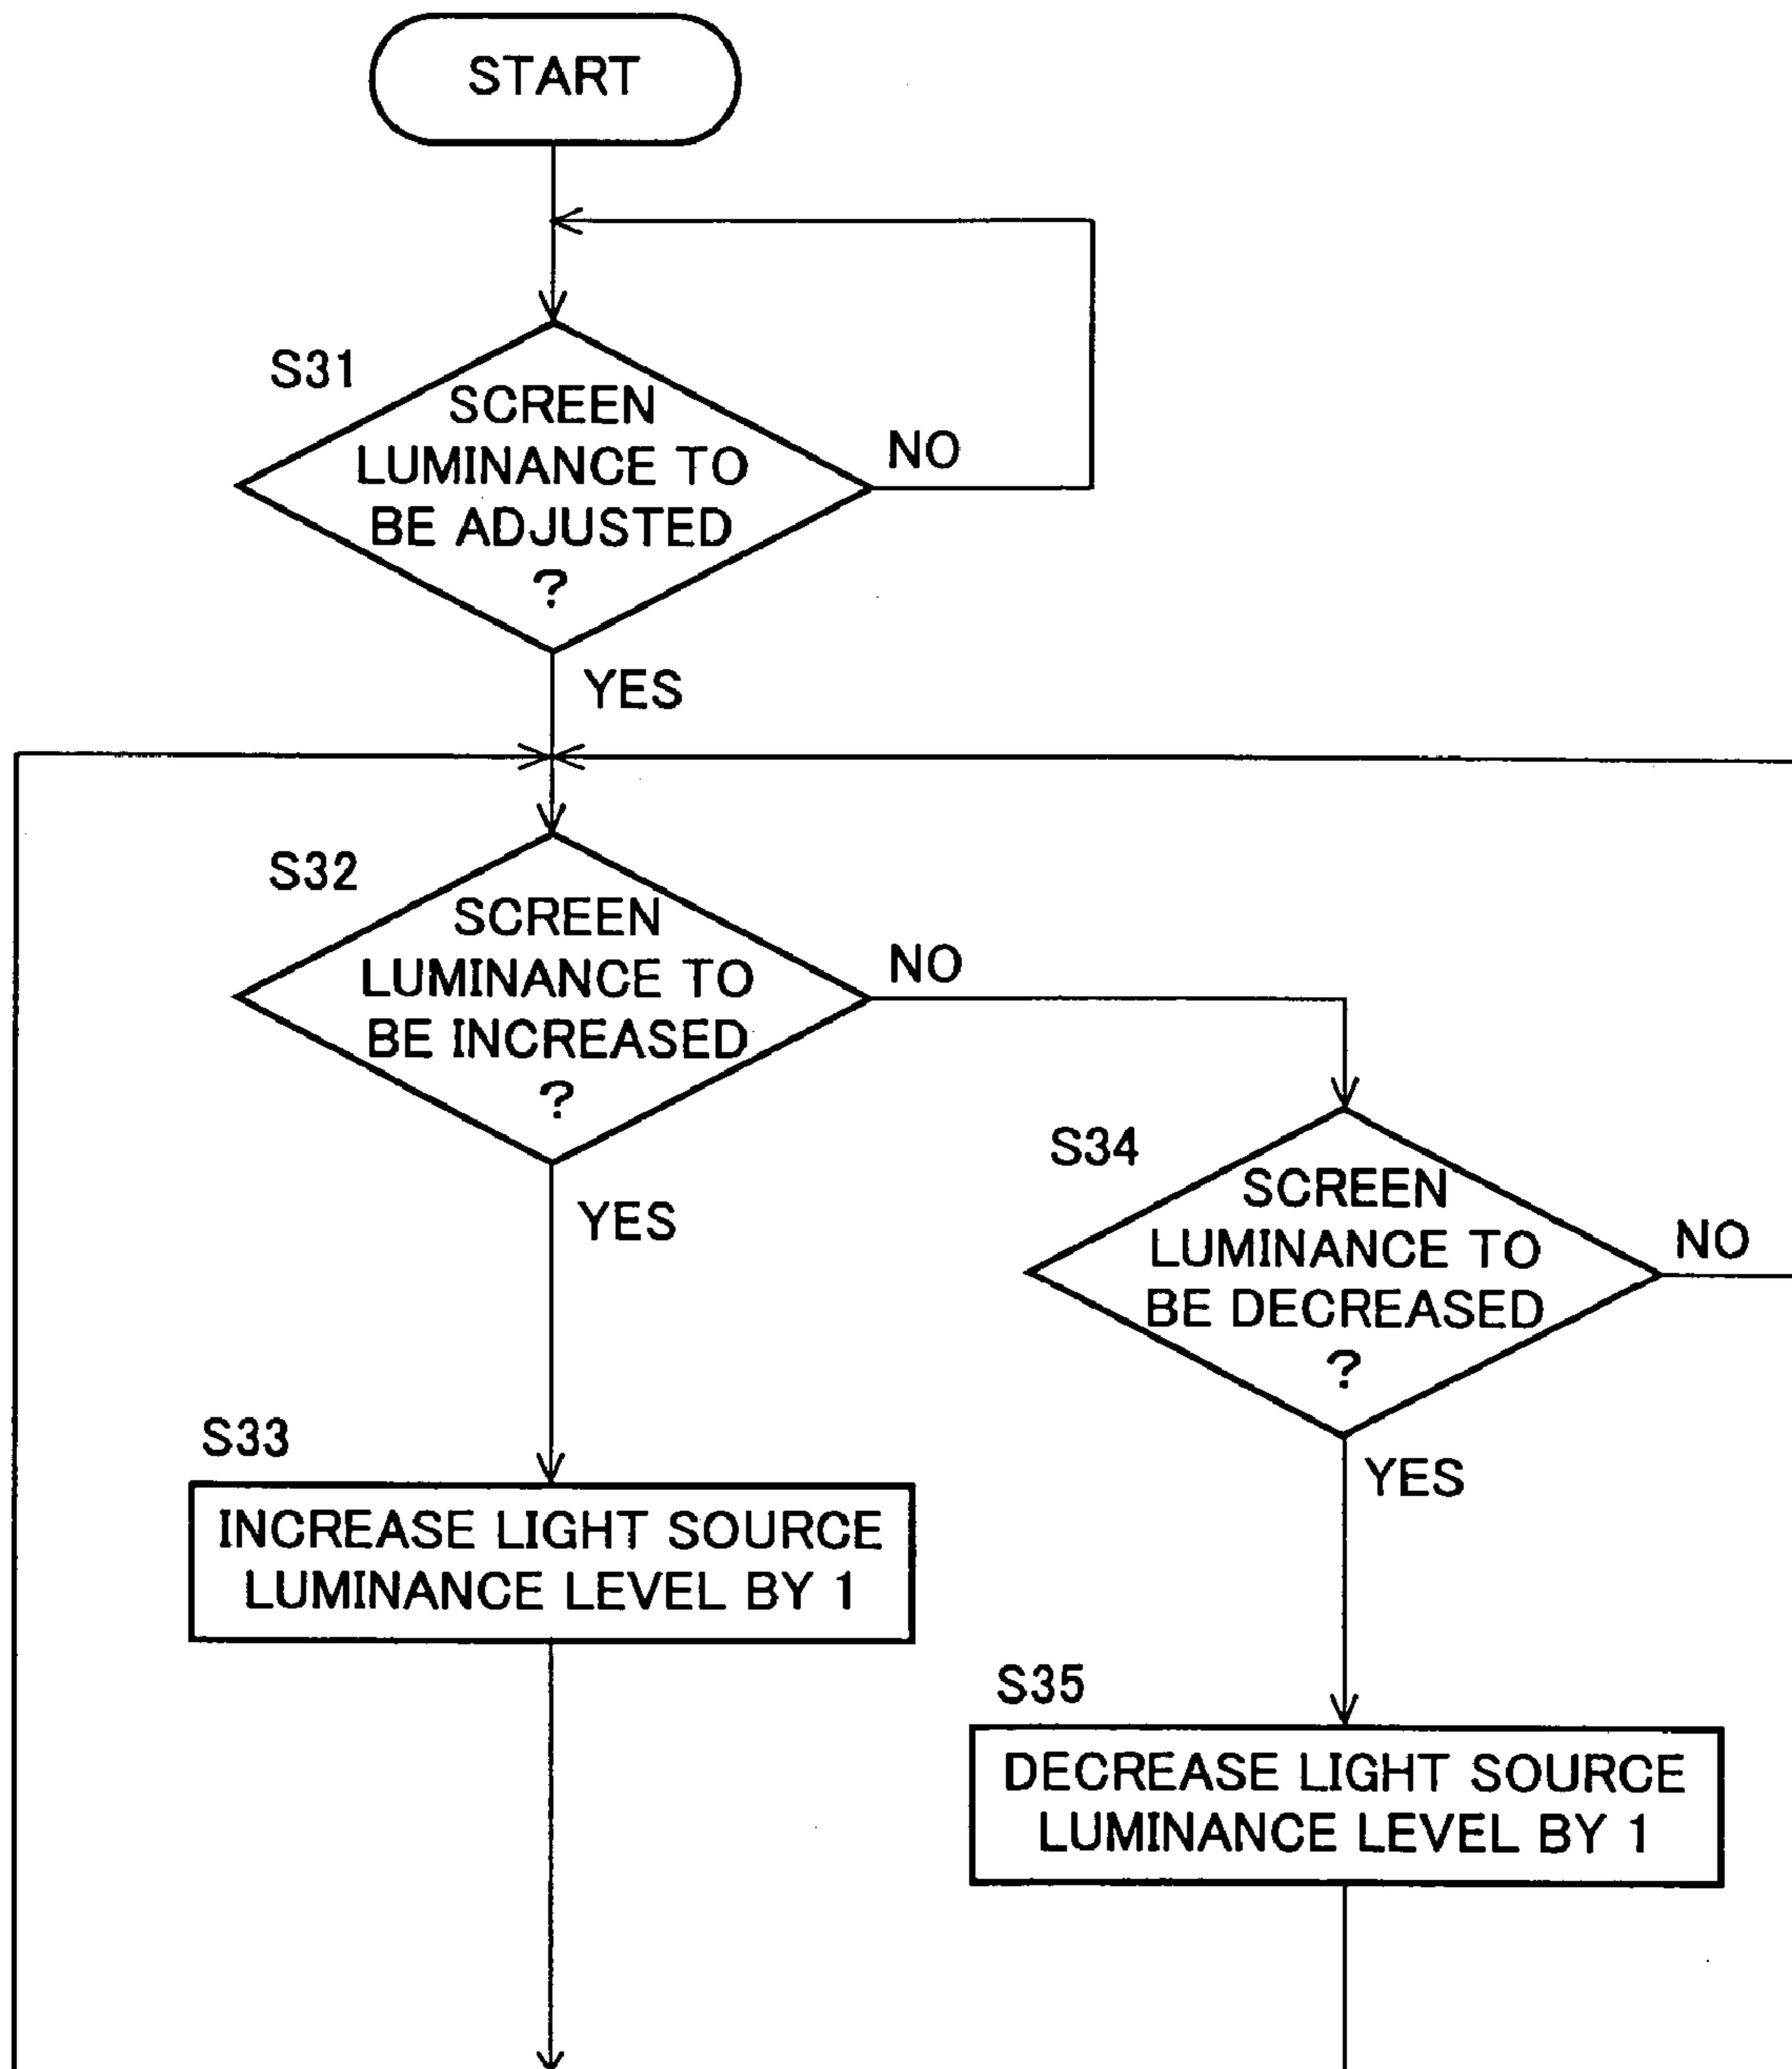 START
S31
SCREEN
LUMINANCE TO
BE ADJUSTED
?
NO
YES
S32
SCREEN
LUMINANCE TO
BE INCREASED
?
NO
YES
S34
SCREEN
LUMINANCE TO
BE DECREASED
?
NO
YES
S33
INCREASE LIGHT SOURCE
LUMINANCE LEVEL BY 1
S35
DECREASE LIGHT SOURCE
LUMINANCE LEVEL BY 1